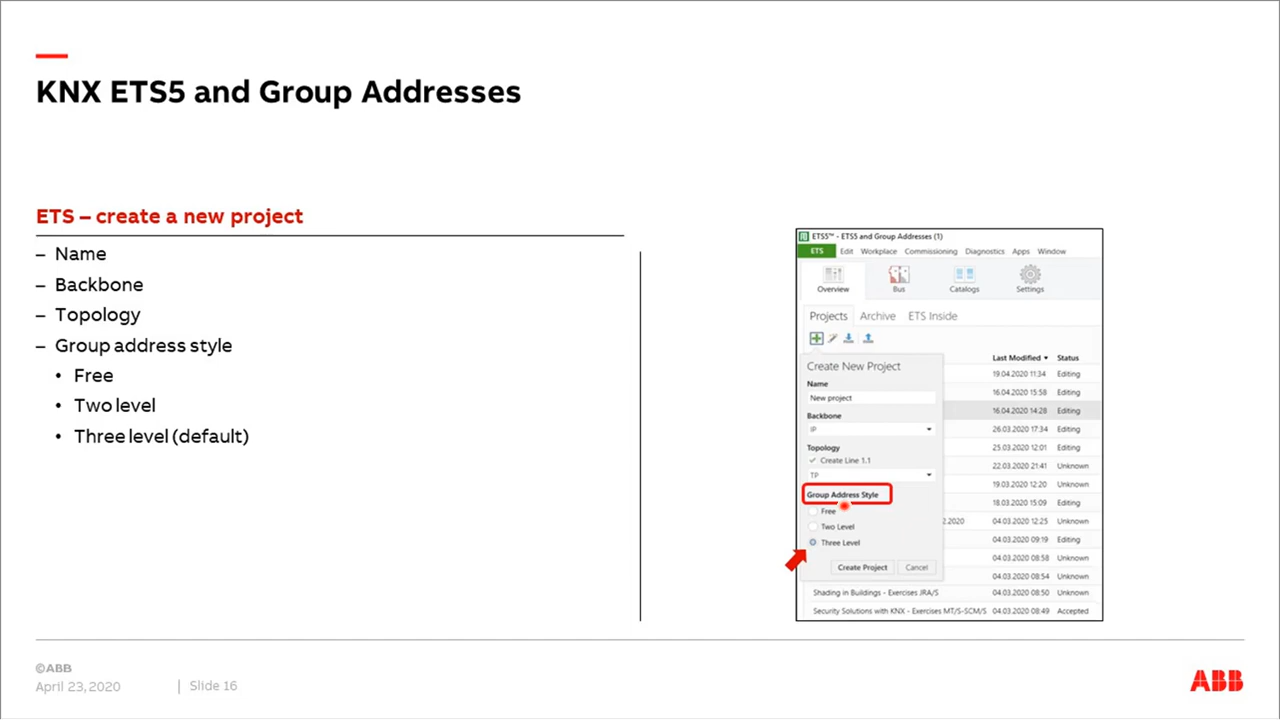 KNX ETS5 and Group Addresses
ETS – create a new project
– Name
– Backbone
– Topology
– Group address style
• Free
• Two level
• Three level (default)
ETS5™ - ETS5 and Group Addresses (1)
ETS Edit Workplace Commissioning Diagnostics Apps Window
Overview Bus Catalogs Settings
Projects Archive ETS Inside
Create New Project
Name
New project
Backbone
IP
Topology
Create Line 1.1
TP
Group Address Style
Free
Two Level
Three Level
Create Project Cancel
Last Modified Status
19.04.2020 11:34 Editing
16.04.2020 15:58 Editing
16.04.2020 14:28 Editing
26.03.2020 17:34 Editing
25.03.2020 12:01 Editing
22.03.2020 21:41 Unknown
19.03.2020 12:20 Unknown
18.03.2020 15:09 Editing
2.2020 04.03.2020 12:25 Unknown
04.03.2020 09:19 Editing
04.03.2020 08:58 Unknown
04.03.2020 08:54 Unknown
Shading in Buildings - Exercises JRA/S 04.03.2020 08:50 Unknown
Security Solutions with KNX - Exercises MT/S-SCM/S 04.03.2020 08:49 Accepted
©ABB
April 23, 2020 | Slide 16
ABB